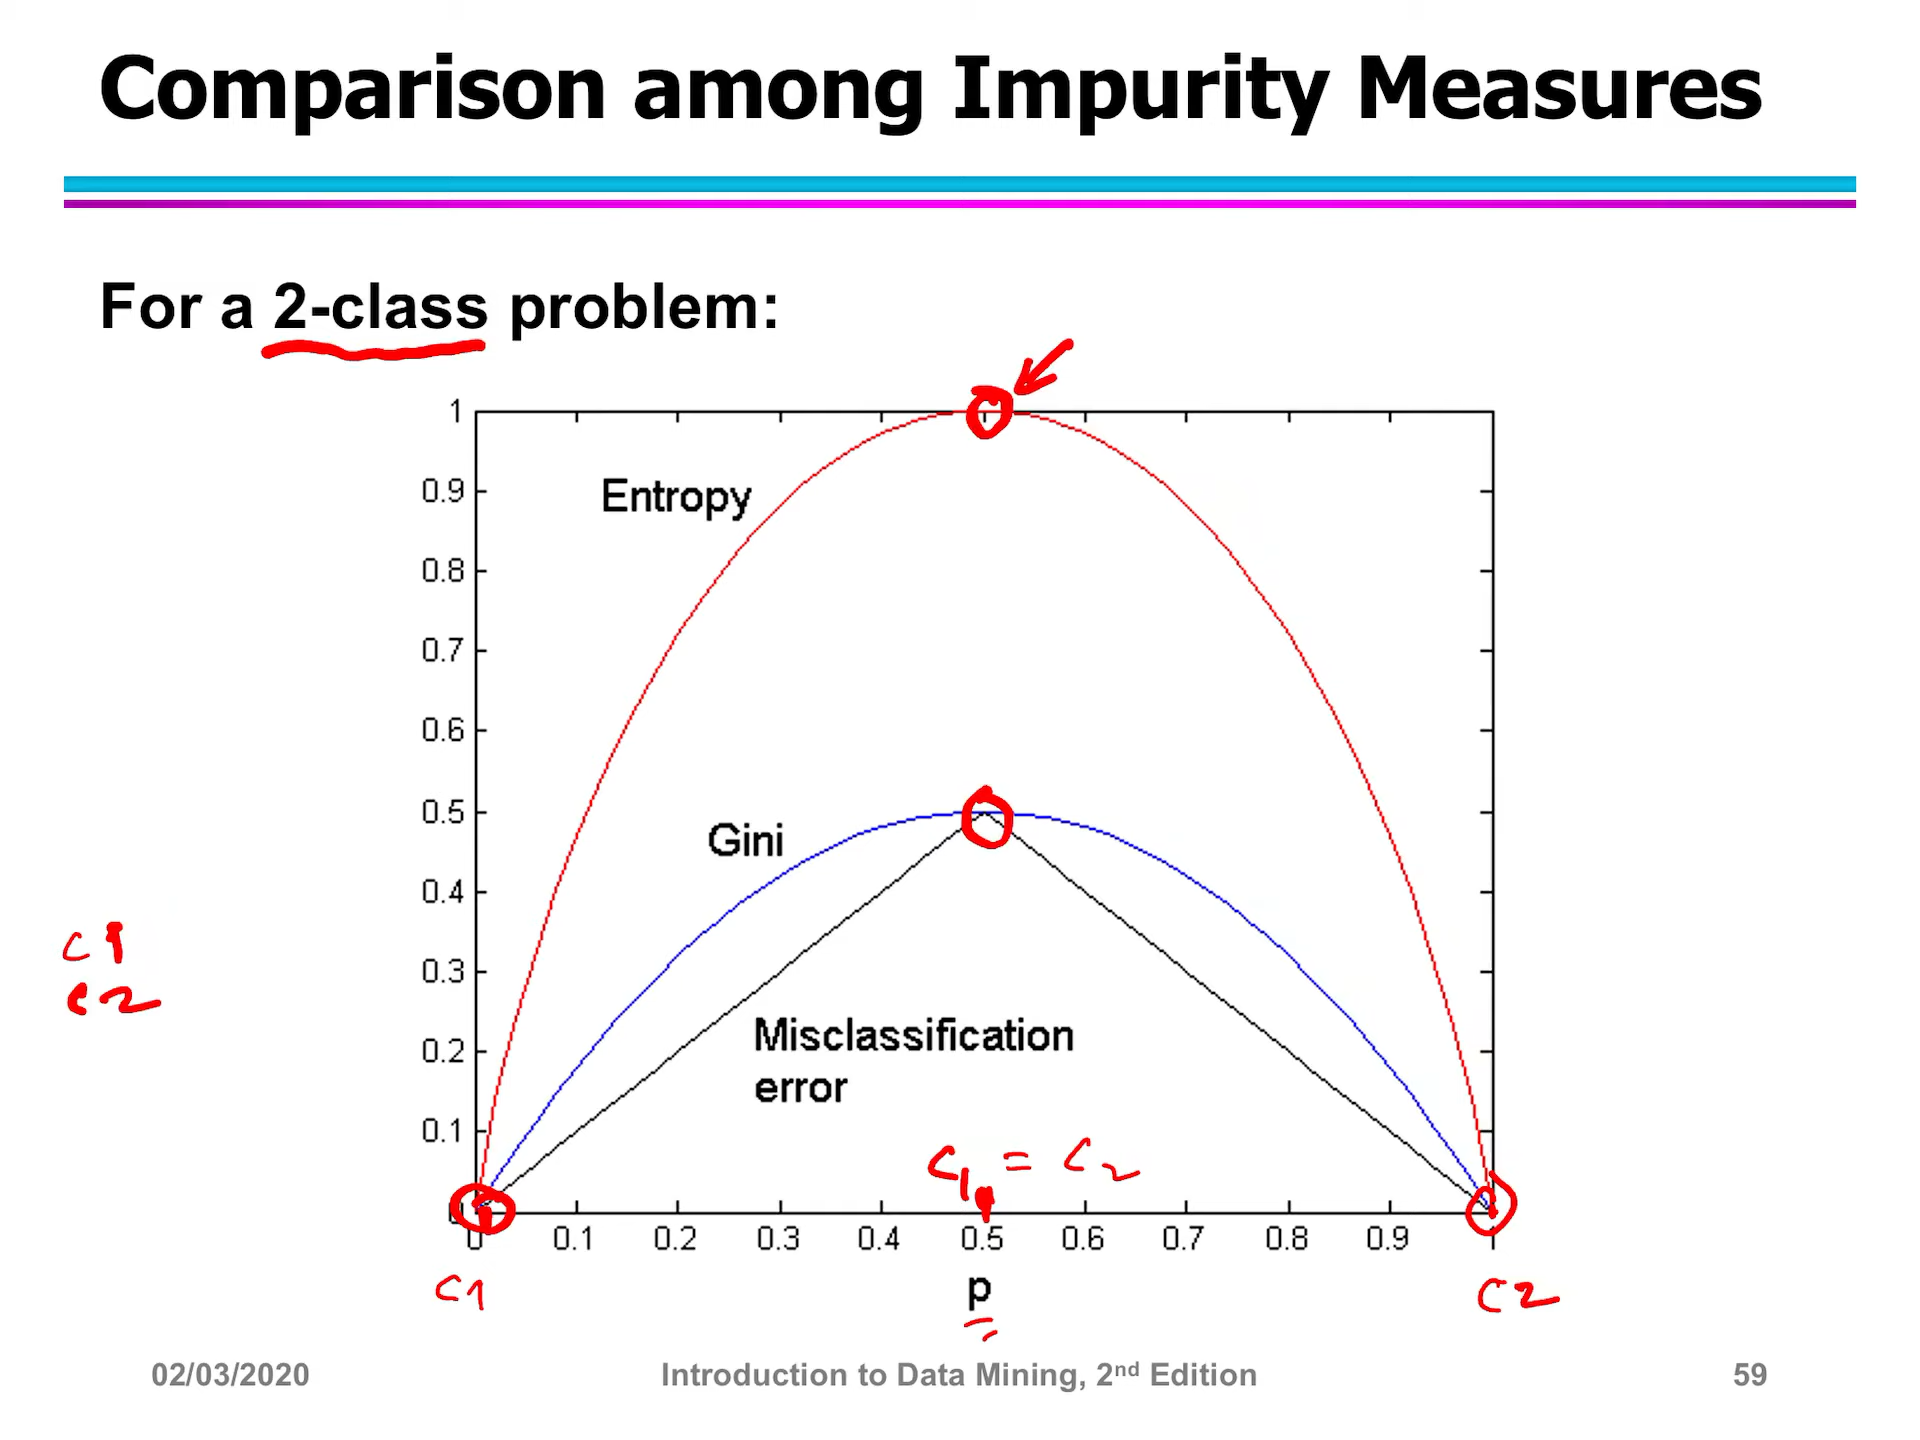 Comparison among Impurity Measures
For a 2-class problem:
1
0.9
Entropy
0.8
0.7
0.6
0.5
Gini
0.4
C1
0.3
C2
Misclassification
error
0.2
0.1
C1 = C2
0 0.1 0.2 0.3 0.4 0.5 0.6 0.7 0.8 0.9
C1 p C2
02/03/2020 Introduction to Data Mining, 2nd Edition 59